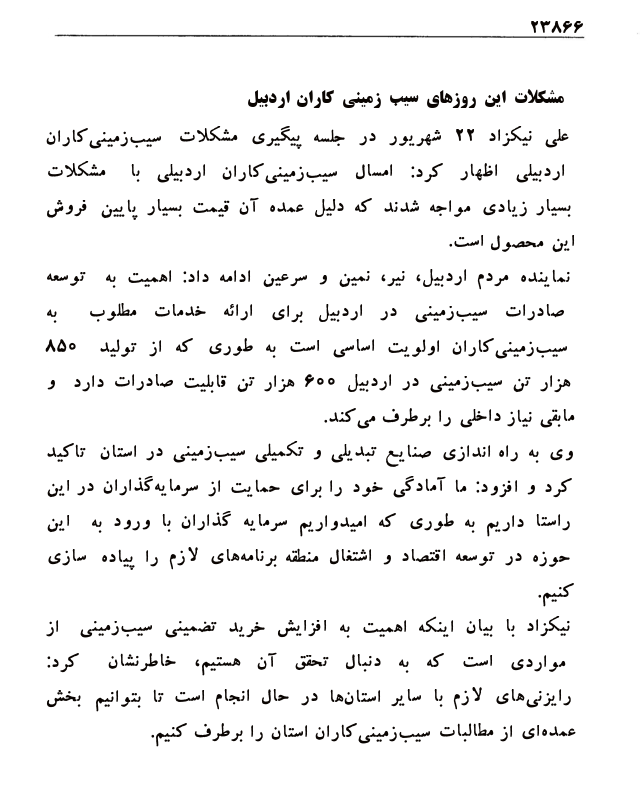 ۲۳۸۶۶
مشکلات این روزهای سیب زمینی کاران اردبیل
علی نیکزاد ۲۲ شهریور در جلسه پیگیری مشکلات سیب‌زمینی‌کاران
اردبیلی اظهار کرد: امسال سیب‌زمینی‌کاران اردبیلی با مشکلات
بسیار زیادی مواجه شدند که دلیل عمده آن قیمت بسیار پایین فروش
این محصول است.
نماینده مردم اردبیل، نیر، نمین و سرعین ادامه داد: اهمیت به توسعه
صادرات سیب‌زمینی در اردبیل برای ارائه خدمات مطلوب به
سیب‌زمینی‌کاران اولویت اساسی است به طوری که از تولید ۸۵۰
هزار تن سیب‌زمینی در اردبیل ۶۰۰ هزار تن قابلیت صادرات دارد و
مابقی نیاز داخلی را برطرف می‌کند.
وی به راه اندازی صنایع تبدیلی و تکمیلی سیب‌زمینی در استان تاکید
کرد و افزود: ما آمادگی خود را برای حمایت از سرمایه‌گذاران در این
راستا داریم به طوری که امیدواریم سرمایه گذاران با ورود به این
حوزه در توسعه اقتصاد و اشتغال منطقه برنامه‌های لازم را پیاده سازی
کنیم.
نیکزاد با بیان اینکه اهمیت به افزایش خرید تضمینی سیب‌زمینی از
مواردی است که به دنبال تحقق آن هستیم، خاطرنشان کرد:
رایزنی‌های لازم با سایر استان‌ها در حال انجام است تا بتوانیم بخش
عمده‌ای از مطالبات سیب‌زمینی‌کاران استان را برطرف کنیم.